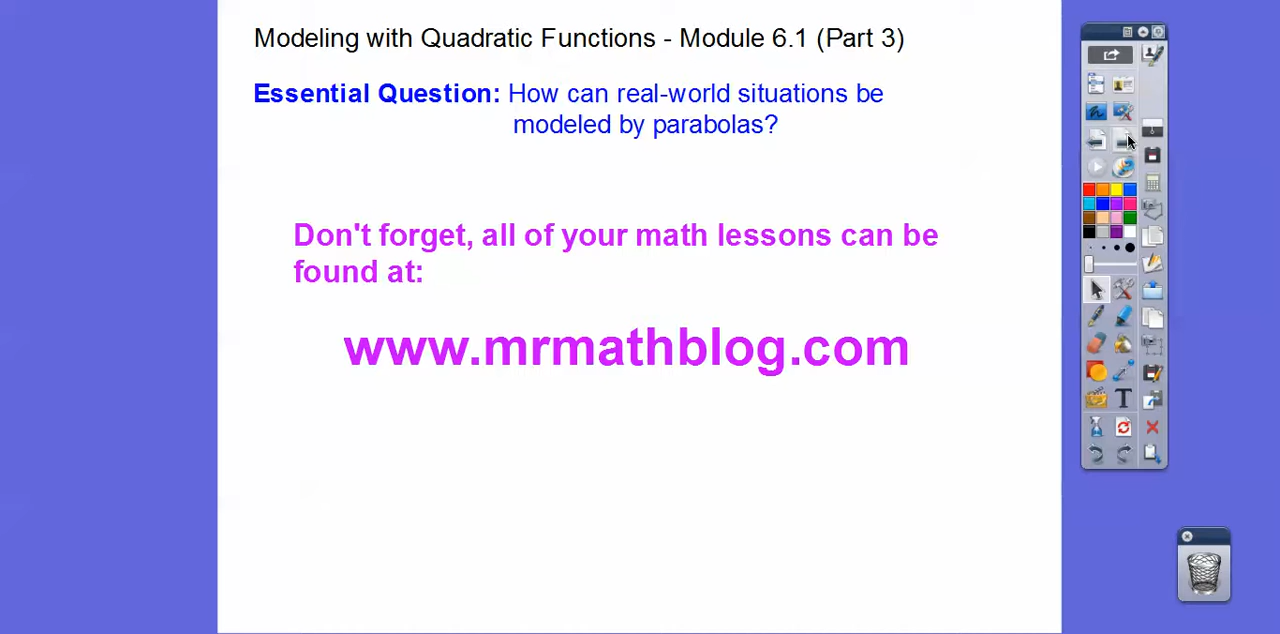 Modeling with Quadratic Functions - Module 6.1 (Part 3)
Essential Question: How can real-world situations be
modeled by parabolas?
Don't forget, all of your math lessons can be
found at:
www.mrmathblog.com